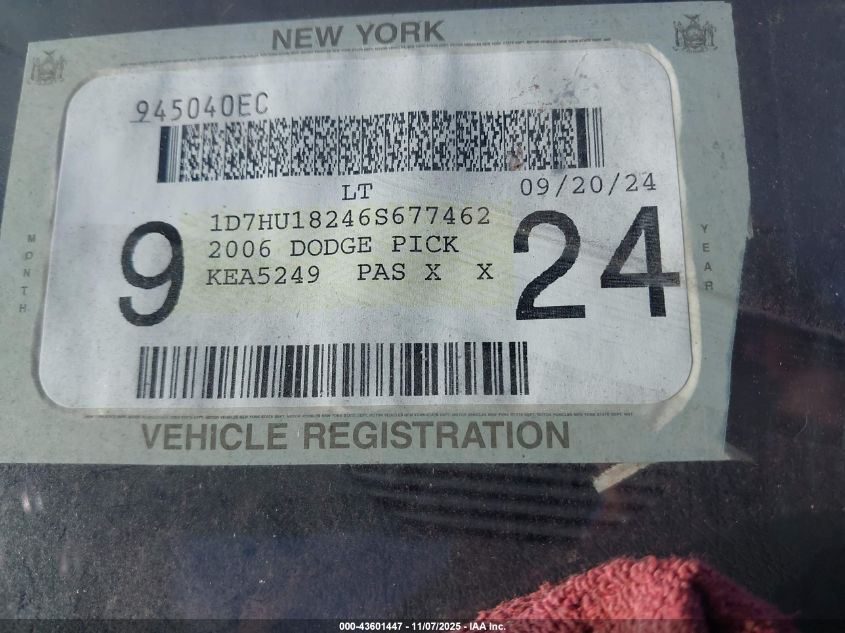 NEW YORK
945040EC
LT 09/20/24
1D7HU18246S677462
2006 DODGE PICK
KEA5249 PAS X X
9 24
MONTH
YEAR
VEHICLE REGISTRATION
000-43601447 - 11/07/2025 - IAA Inc.